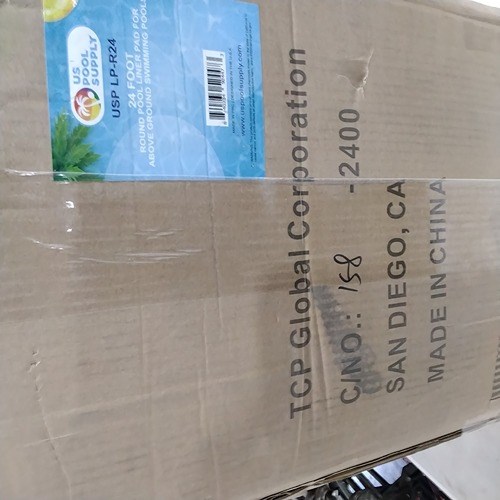 US
POOL
SUPPLY
USP LP-R24
24 FOOT
ROUND POOL LINER PAD FOR
ABOVE GROUND SWIMMING POOLS
www.uspoolsupply.com
TCP Global Corporation
C/NO.: 158 -2400
SAN DIEGO, CA
MADE IN CHINA